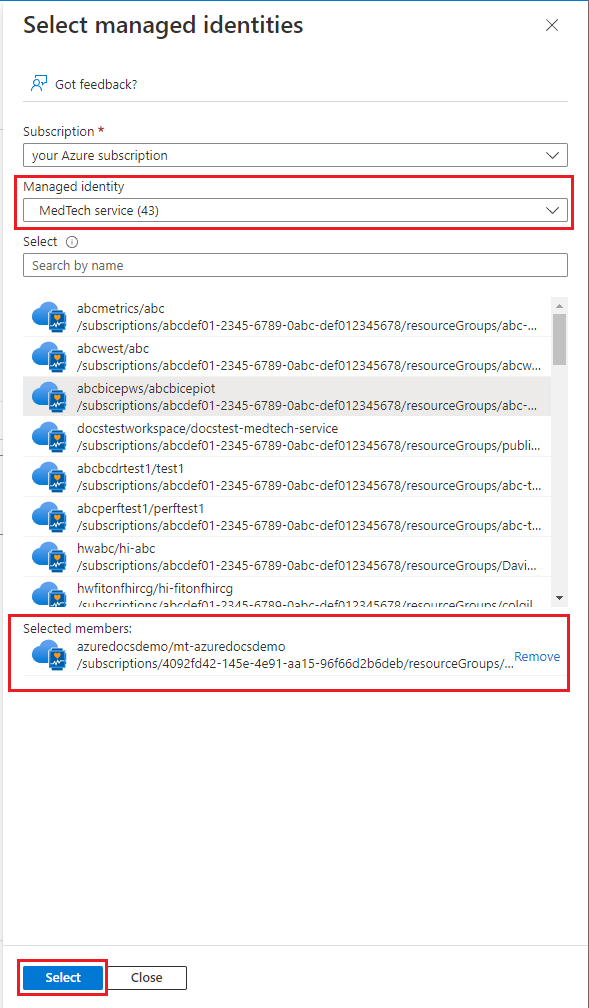 Select managed identities
Got feedback?
Subscription *
your Azure subscription
Managed identity
MedTech service (43)
Select
Search by name
abcmetrics/abc
/subscriptions/abcdef01-2345-6789-0abc-def012345678/resourceGroups/abc-...
abcwest/abc
/subscriptions/abcdef01-2345-6789-0abc-def012345678/resourceGroups/abcw...
abcbicepws/abcbicepiot
/subscriptions/abcdef01-2345-6789-0abc-def012345678/resourceGroups/abc-...
docstestworkspace/docstest-medtech-service
/subscriptions/abcdef01-2345-6789-0abc-def012345678/resourceGroups/publi...
abcbcdrtest1/test1
/subscriptions/abcdef01-2345-6789-0abc-def012345678/resourceGroups/abc-t...
abcperftest1/perftest1
/subscriptions/abcdef01-2345-6789-0abc-def012345678/resourceGroups/abc-t...
hwabc/hi-abc
/subscriptions/abcdef01-2345-6789-0abc-def012345678/resourceGroups/Davi...
hwfitonfhircg/hi-fitonfhircg
/subscriptions/abcdef01-2345-6789-0abc-def012345678/resourceGroups/colgil...
Selected members:
azuredocsdemo/mt-azuredocsdemo
/subscriptions/4092fd42-145e-4e91-aa15-96f66d2b6deb/resourceGroups/...
Remove
Select
Close